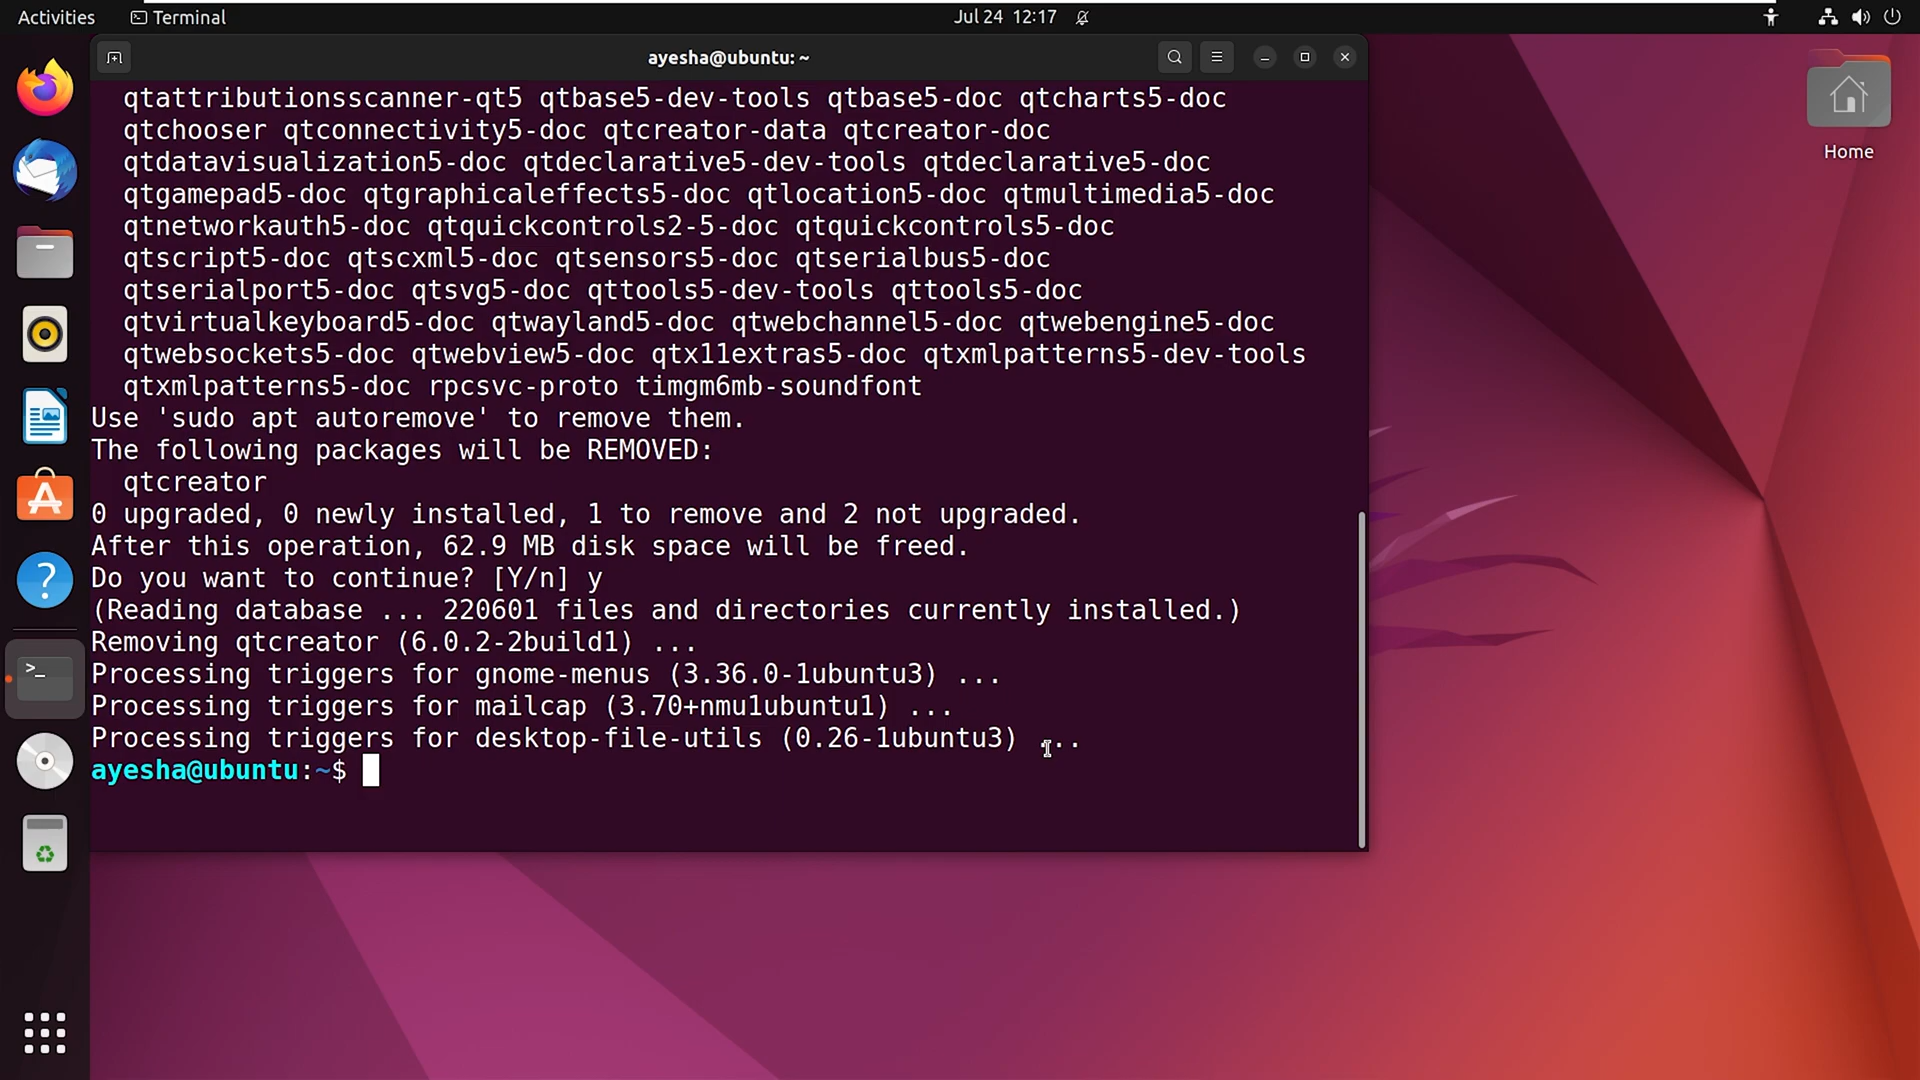 Activities
Terminal
Jul 24 12:17
ayesha@ubuntu: ~
Home
qtattributionsscanner-qt5 qtbase5-dev-tools qtbase5-doc qtcharts5-doc
qtchooser qtconnectivity5-doc qtcreator-data qtcreator-doc
qtdatavisualization5-doc qtdeclarative5-dev-tools qtdeclarative5-doc
qtgamepad5-doc qtgraphicaleffects5-doc qtlocation5-doc qtmultimedia5-doc
qtnetworkauth5-doc qtquickcontrols2-5-doc qtquickcontrols5-doc
qtscript5-doc qtscxml5-doc qtsensors5-doc qtserialbus5-doc
qtserialport5-doc qtsvg5-doc qttools5-dev-tools qttools5-doc
qtvirtualkeyboard5-doc qtwayland5-doc qtwebchannel5-doc qtwebengine5-doc
qtwebsockets5-doc qtwebview5-doc qtx11extras5-doc qtxmlpatterns5-dev-tools
qtxmlpatterns5-doc rpcsvc-proto timgm6mb-soundfont
Use 'sudo apt autoremove' to remove them.
The following packages will be REMOVED:
qtcreator
0 upgraded, 0 newly installed, 1 to remove and 2 not upgraded.
After this operation, 62.9 MB disk space will be freed.
Do you want to continue? [Y/n] y
(Reading database ... 220601 files and directories currently installed.)
Removing qtcreator (6.0.2-2build1) ...
Processing triggers for gnome-menus (3.36.0-1ubuntu3) ...
Processing triggers for mailcap (3.70+nmu1ubuntu1) ...
Processing triggers for desktop-file-utils (0.26-1ubuntu3) ...
ayesha@ubuntu:~$